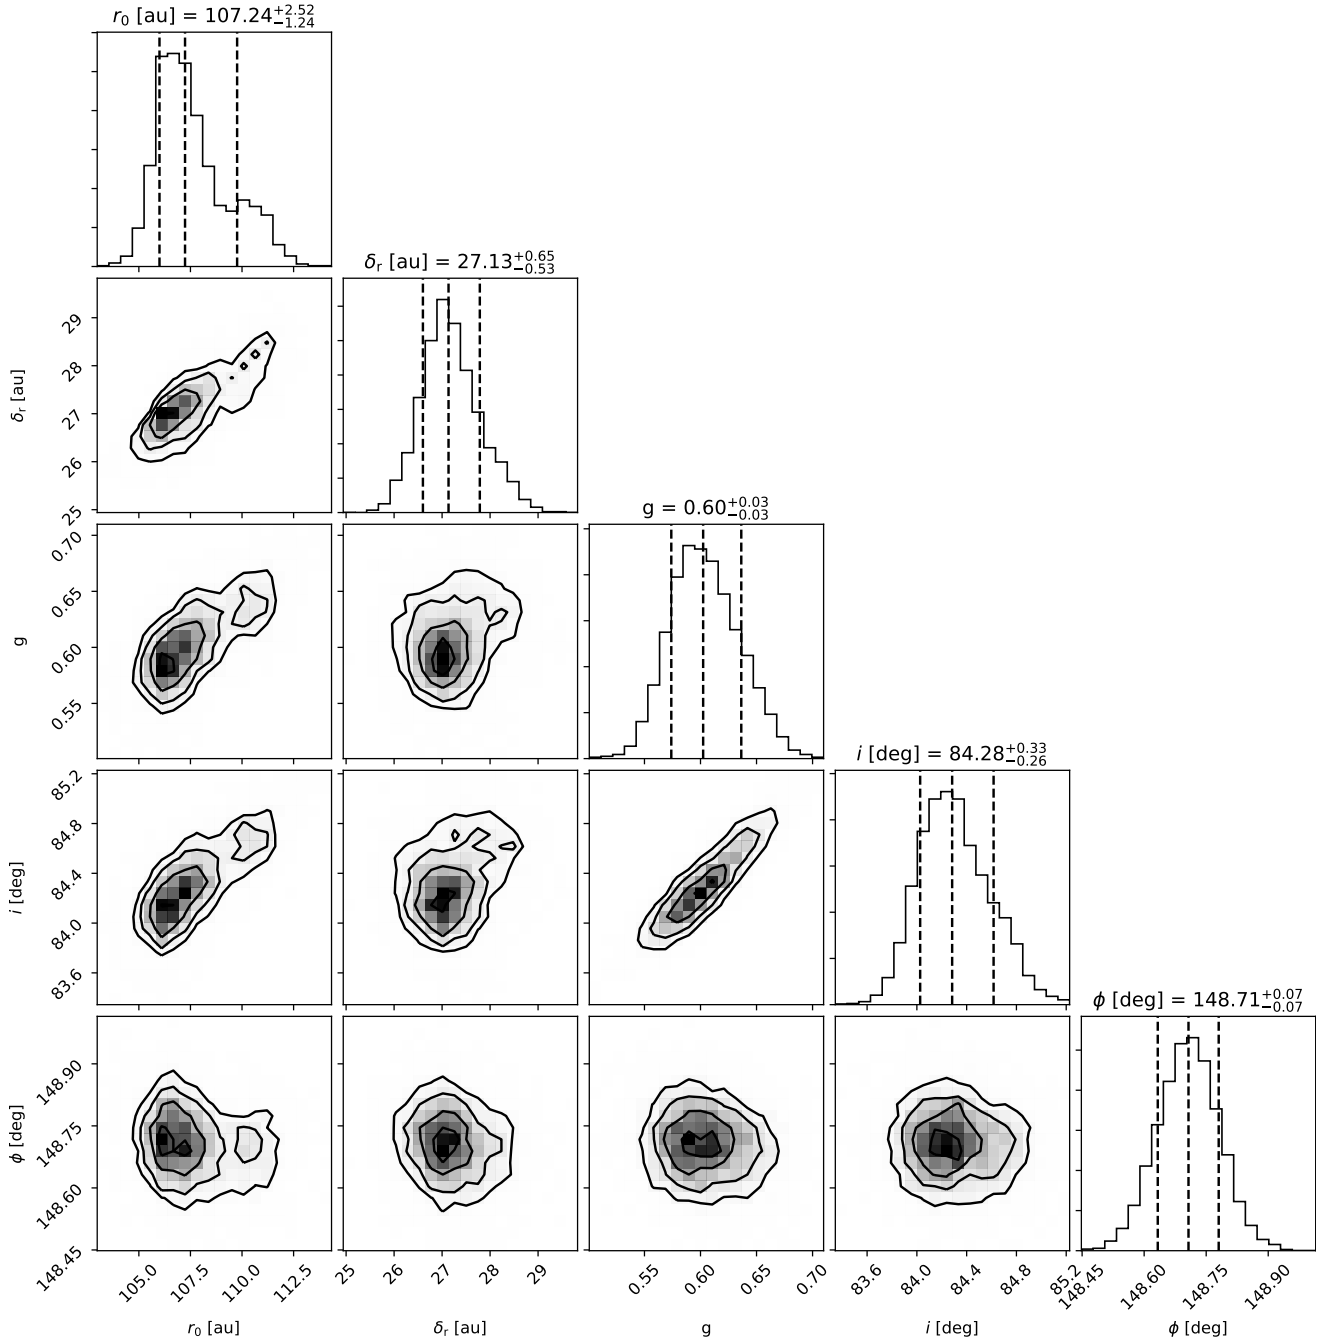 r₀ [au] = 107.24+2.52−1.24
δr [au] = 27.13+0.65−0.53
29
28
27
26
25
δr [au]
g = 0.60+0.03−0.03
0.70
0.65
0.60
0.55
g
i [deg] = 84.28+0.33−0.26
85.2
84.8
84.4
84.0
83.6
i [deg]
ϕ [deg] = 148.71+0.07−0.07
148.90
148.75
148.60
148.45
ϕ [deg]
105.0 107.5 110.0 112.5 25 26 27 28 29 0.55 0.60 0.65 0.70 83.6 84.0 84.4 84.8 85.2 148.45 148.60 148.75 148.90
r₀ [au] δr [au] g i [deg] ϕ [deg]